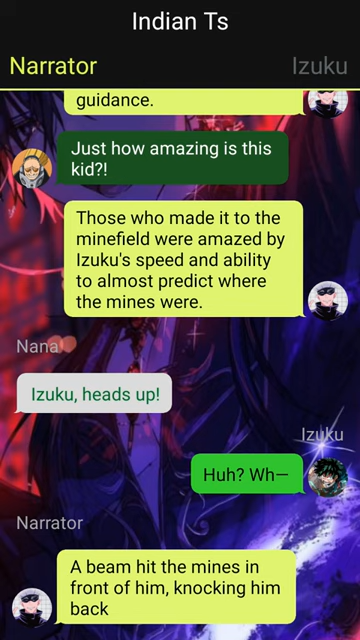 Indian Ts
Narrator
Izuku
guidance.
Just how amazing is this
kid?!
Those who made it to the
minefield were amazed by
Izuku's speed and ability
to almost predict where
the mines were.
Nana
Izuku, heads up!
Izuku
Huh? Wh—
Narrator
A beam hit the mines in
front of him, knocking him
back